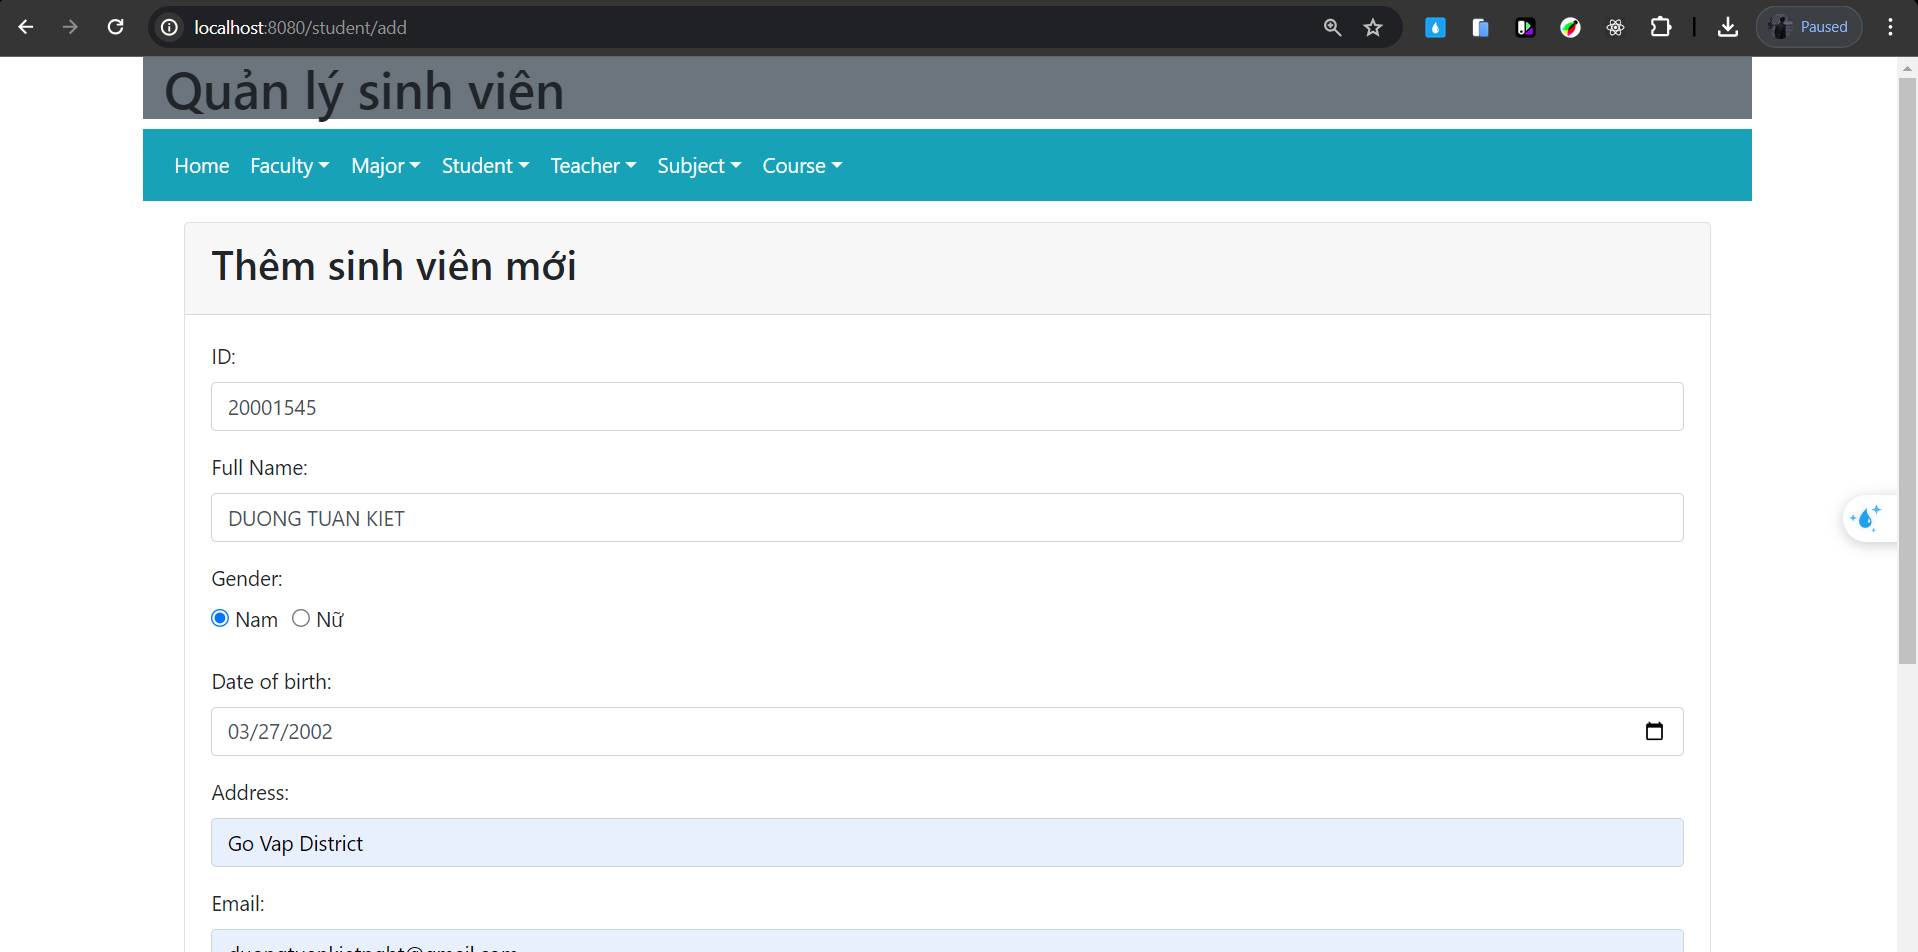 localhost:8080/student/add
Paused
Quản lý sinh viên
Home Faculty Major Student Teacher Subject Course
Thêm sinh viên mới
ID:
20001545
Full Name:
DUONG TUAN KIET
Gender:
Nam Nữ
Date of birth:
03/27/2002
Address:
Go Vap District
Email: